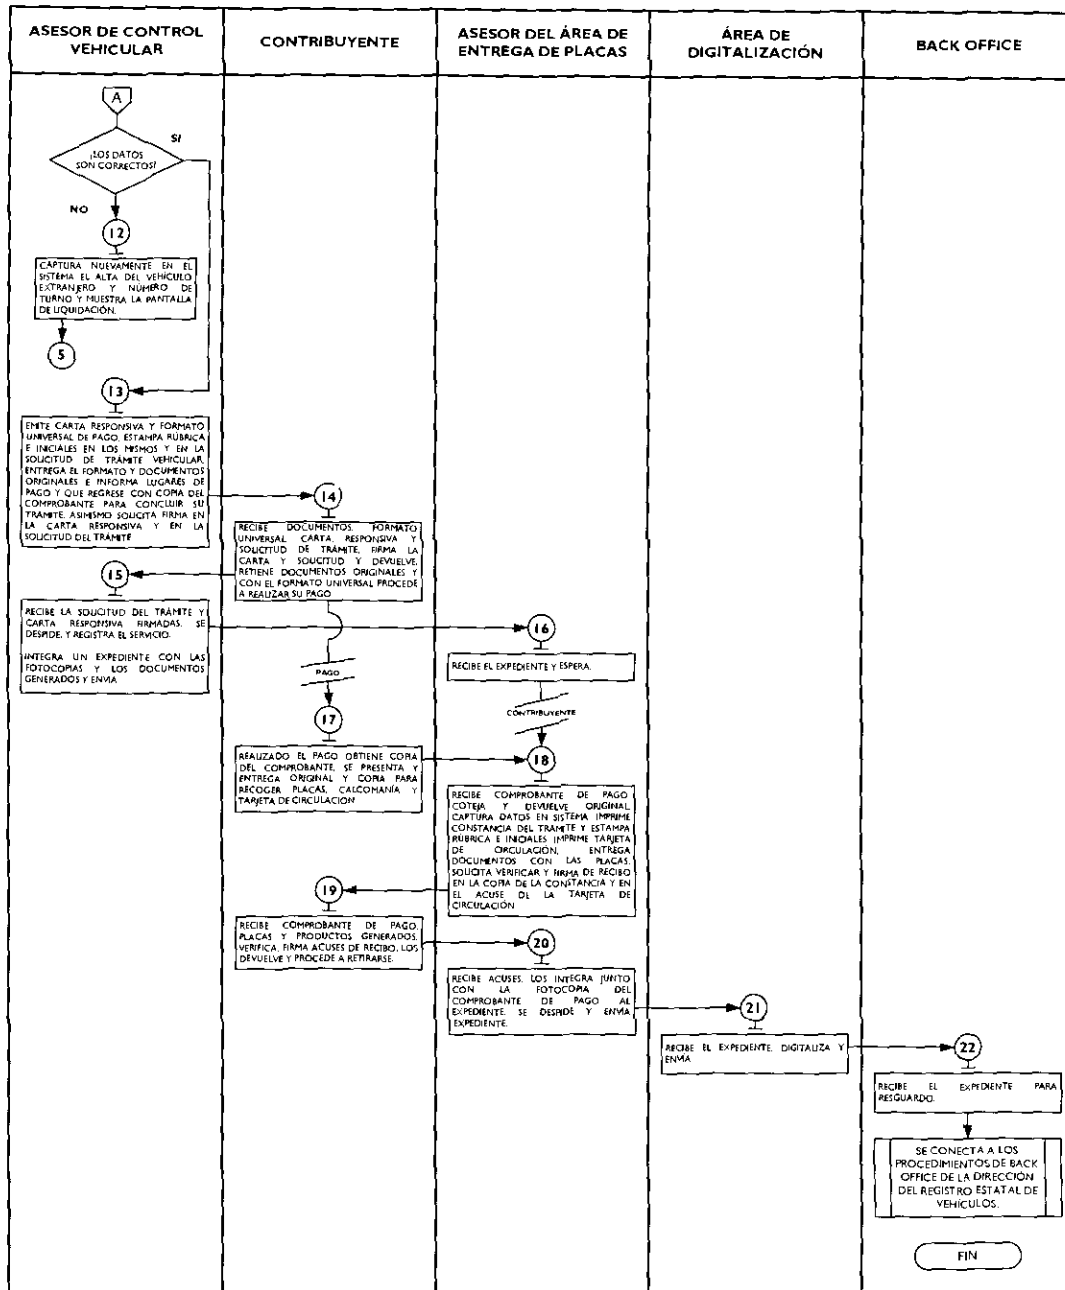 ASESOR DE CONTROL
VEHICULAR
CONTRIBUYENTE
ASESOR DEL ÁREA DE
ENTREGA DE PLACAS
ÁREA DE
DIGITALIZACIÓN
BACK OFFICE
A
¿LOS DATOS
SON CORRECTOS?
SI
NO
12
CAPTURA NUEVAMENTE EN EL
SISTEMA EL ALTA DEL VEHÍCULO
EXTRANJERO Y NÚMERO DE
TURNO Y MUESTRA LA PANTALLA
DE LIQUIDACIÓN.
5
13
EMITE CARTA RESPONSIVA Y FORMATO
UNIVERSAL DE PAGO, ESTAMPA RÚBRICA
E INICIALES EN LOS MISMOS Y EN LA
SOLICITUD DE TRÁMITE VEHICULAR,
ENTREGA EL FORMATO Y DOCUMENTOS
ORIGINALES E INFORMA LUGARES DE
PAGO Y QUE REGRESE CON COPIA DEL
COMPROBANTE PARA CONCLUIR SU
TRÁMITE. ASIMISMO SOLICITA FIRMA EN
LA CARTA RESPONSIVA Y EN LA
SOLICITUD DEL TRÁMITE
14
RECIBE DOCUMENTOS, FORMATO
UNIVERSAL CARTA, RESPONSIVA Y
SOLICITUD DE TRÁMITE, FIRMA LA
CARTA Y SOLICITUD Y DEVUELVE,
RETIENE DOCUMENTOS ORIGINALES Y
CON EL FORMATO UNIVERSAL PROCEDE
A REALIZAR SU PAGO
15
RECIBE LA SOLICITUD DEL TRÁMITE Y
CARTA RESPONSIVA FIRMADAS, SE
DESPIDE, Y REGISTRA EL SERVICIO.
INTEGRA UN EXPEDIENTE CON LAS
FOTOCOPIAS Y LOS DOCUMENTOS
GENERADOS Y ENVIA
16
RECIBE EL EXPEDIENTE Y ESPERA.
PAGO
CONTRIBUYENTE
17
REALIZADO EL PAGO OBTIENE COPIA
DEL COMPROBANTE, SE PRESENTA Y
ENTREGA ORIGINAL Y COPIA PARA
RECOGER PLACAS, CALCOMANÍA Y
TARJETA DE CIRCULACION
18
RECIBE COMPROBANTE DE PAGO
COTEJA Y DEVUELVE ORIGINAL
CAPTURA DATOS EN SISTEMA IMPRIME
CONSTANCIA DEL TRÁMITE Y ESTAMPA
RÚBRICA E INICIALES IMPRIME TARJETA
DE CIRCULACIÓN, ENTREGA
DOCUMENTOS CON LAS PLACAS,
SOLICITA VERIFICAR Y FIRMA DE RECIBO
EN LA COPIA DE LA CONSTANCIA Y EN
EL ACUSE DE LA TARJETA DE
CIRCULACIÓN
19
RECIBE COMPROBANTE DE PAGO,
PLACAS Y PRODUCTOS GENERADOS,
VERIFICA, FIRMA ACUSES DE RECIBO, LOS
DEVUELVE Y PROCEDE A RETIRARSE.
20
RECIBE ACUSES, LOS INTEGRA JUNTO
CON LA FOTOCOPIA DEL
COMPROBANTE DE PAGO AL
EXPEDIENTE, SE DESPIDE Y ENVÍA
EXPEDIENTE.
21
RECIBE EL EXPEDIENTE, DIGITALIZA Y
ENVÍA
22
RECIBE EL EXPEDIENTE PARA
RESGUARDO.
SE CONECTA A LOS
PROCEDIMIENTOS DE BACK
OFFICE DE LA DIRECCIÓN
DEL REGISTRO ESTATAL DE
VEHÍCULOS.
FIN